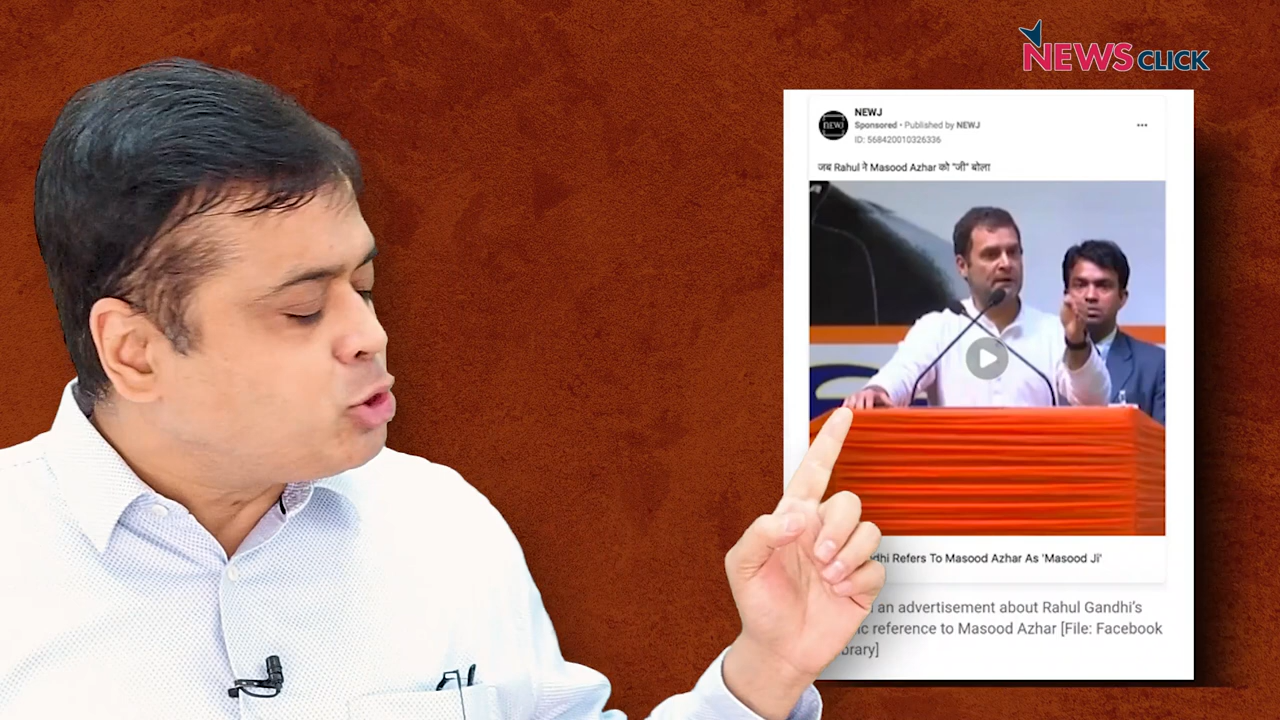 NEWSCLICK
NEWJ
Sponsored • Published by NEWJ
ID: 568420010326336
जब Rahul ने Masood Azhar को "जी" बोला
Refers To Masood Azhar As 'Masood Ji'
an advertisement about Rahul Gandhi's
reference to Masood Azhar [File: Facebook